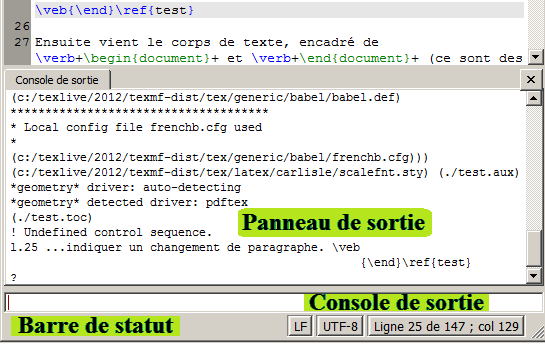 \veb{\end}\ref{test}
26
27 Ensuite vient le corps de texte, encadré de
\verb+\begin{document}+ et \verb+\end{document}+ (ce sont des
Console de sortie
(c:/texlive/2012/texmf-dist/tex/generic/babel/babel.def)
*************************************
* Local config file frenchb.cfg used
*
(c:/texlive/2012/texmf-dist/tex/generic/babel/frenchb.cfg)))
(c:/texlive/2012/texmf-dist/tex/latex/carlisle/scalefnt.sty) (./test.aux)
*geometry* driver: auto-detecting
*geometry* detected driver: pdftex
(./test.toc)
Panneau de sortie
! Undefined control sequence.
l.25 ...indiquer un changement de paragraphe. \veb
{\end}\ref{test}
?
Console de sortie
Barre de statut
LF
UTF-8
Ligne 25 de 147 ; col 129